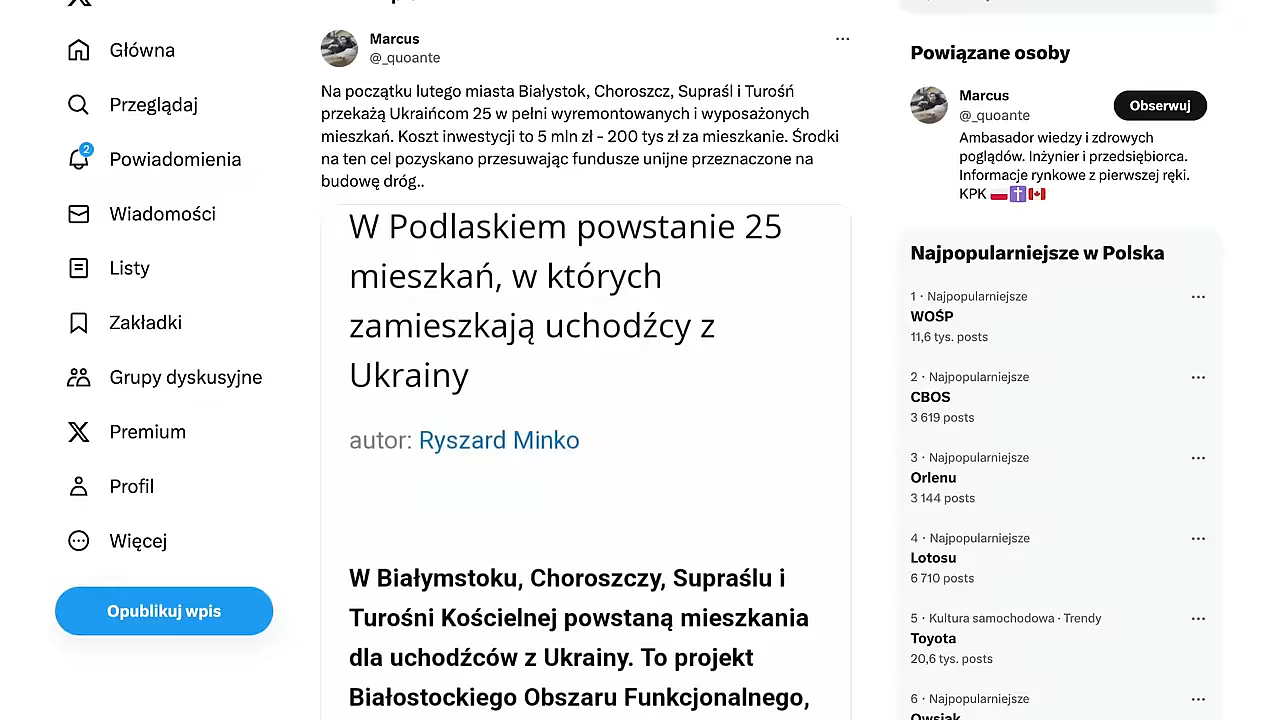 Główna
Przeglądaj
2
Powiadomienia
Wiadomości
Listy
Zakładki
Grupy dyskusyjne
Premium
Profil
Więcej
Opublikuj wpis
Marcus
@_quoante
Na początku lutego miasta Białystok, Choroszcz, Supraśl i Turośń
przekażą Ukraińcom 25 w pełni wyremontowanych i wyposażonych
mieszkań. Koszt inwestycji to 5 mln zł - 200 tys zł za mieszkanie. Środki
na ten cel pozyskano przesuwając fundusze unijne przeznaczone na
budowę dróg..
W Podlaskiem powstanie 25
mieszkań, w których
zamieszkają uchodźcy z
Ukrainy
autor: Ryszard Minko
W Białymstoku, Choroszczy, Supraślu i
Turośni Kościelnej powstaną mieszkania
dla uchodźców z Ukrainy. To projekt
Białostockiego Obszaru Funkcjonalnego,
Powiązane osoby
Marcus
@_quoante
Obserwuj
Ambasador wiedzy i zdrowych
poglądów. Inżynier i przedsiębiorca.
Informacje rynkowe z pierwszej ręki.
KPK
Najpopularniejsze w Polska
1 · Najpopularniejsze
WOŚP
11,6 tys. posts
2 · Najpopularniejsze
CBOS
3 619 posts
3 · Najpopularniejsze
Orlenu
3 144 posts
4 · Najpopularniejsze
Lotosu
6 710 posts
5 · Kultura samochodowa · Trendy
Toyota
20,6 tys. posts
6 · Najpopularniejsze
Owsiak